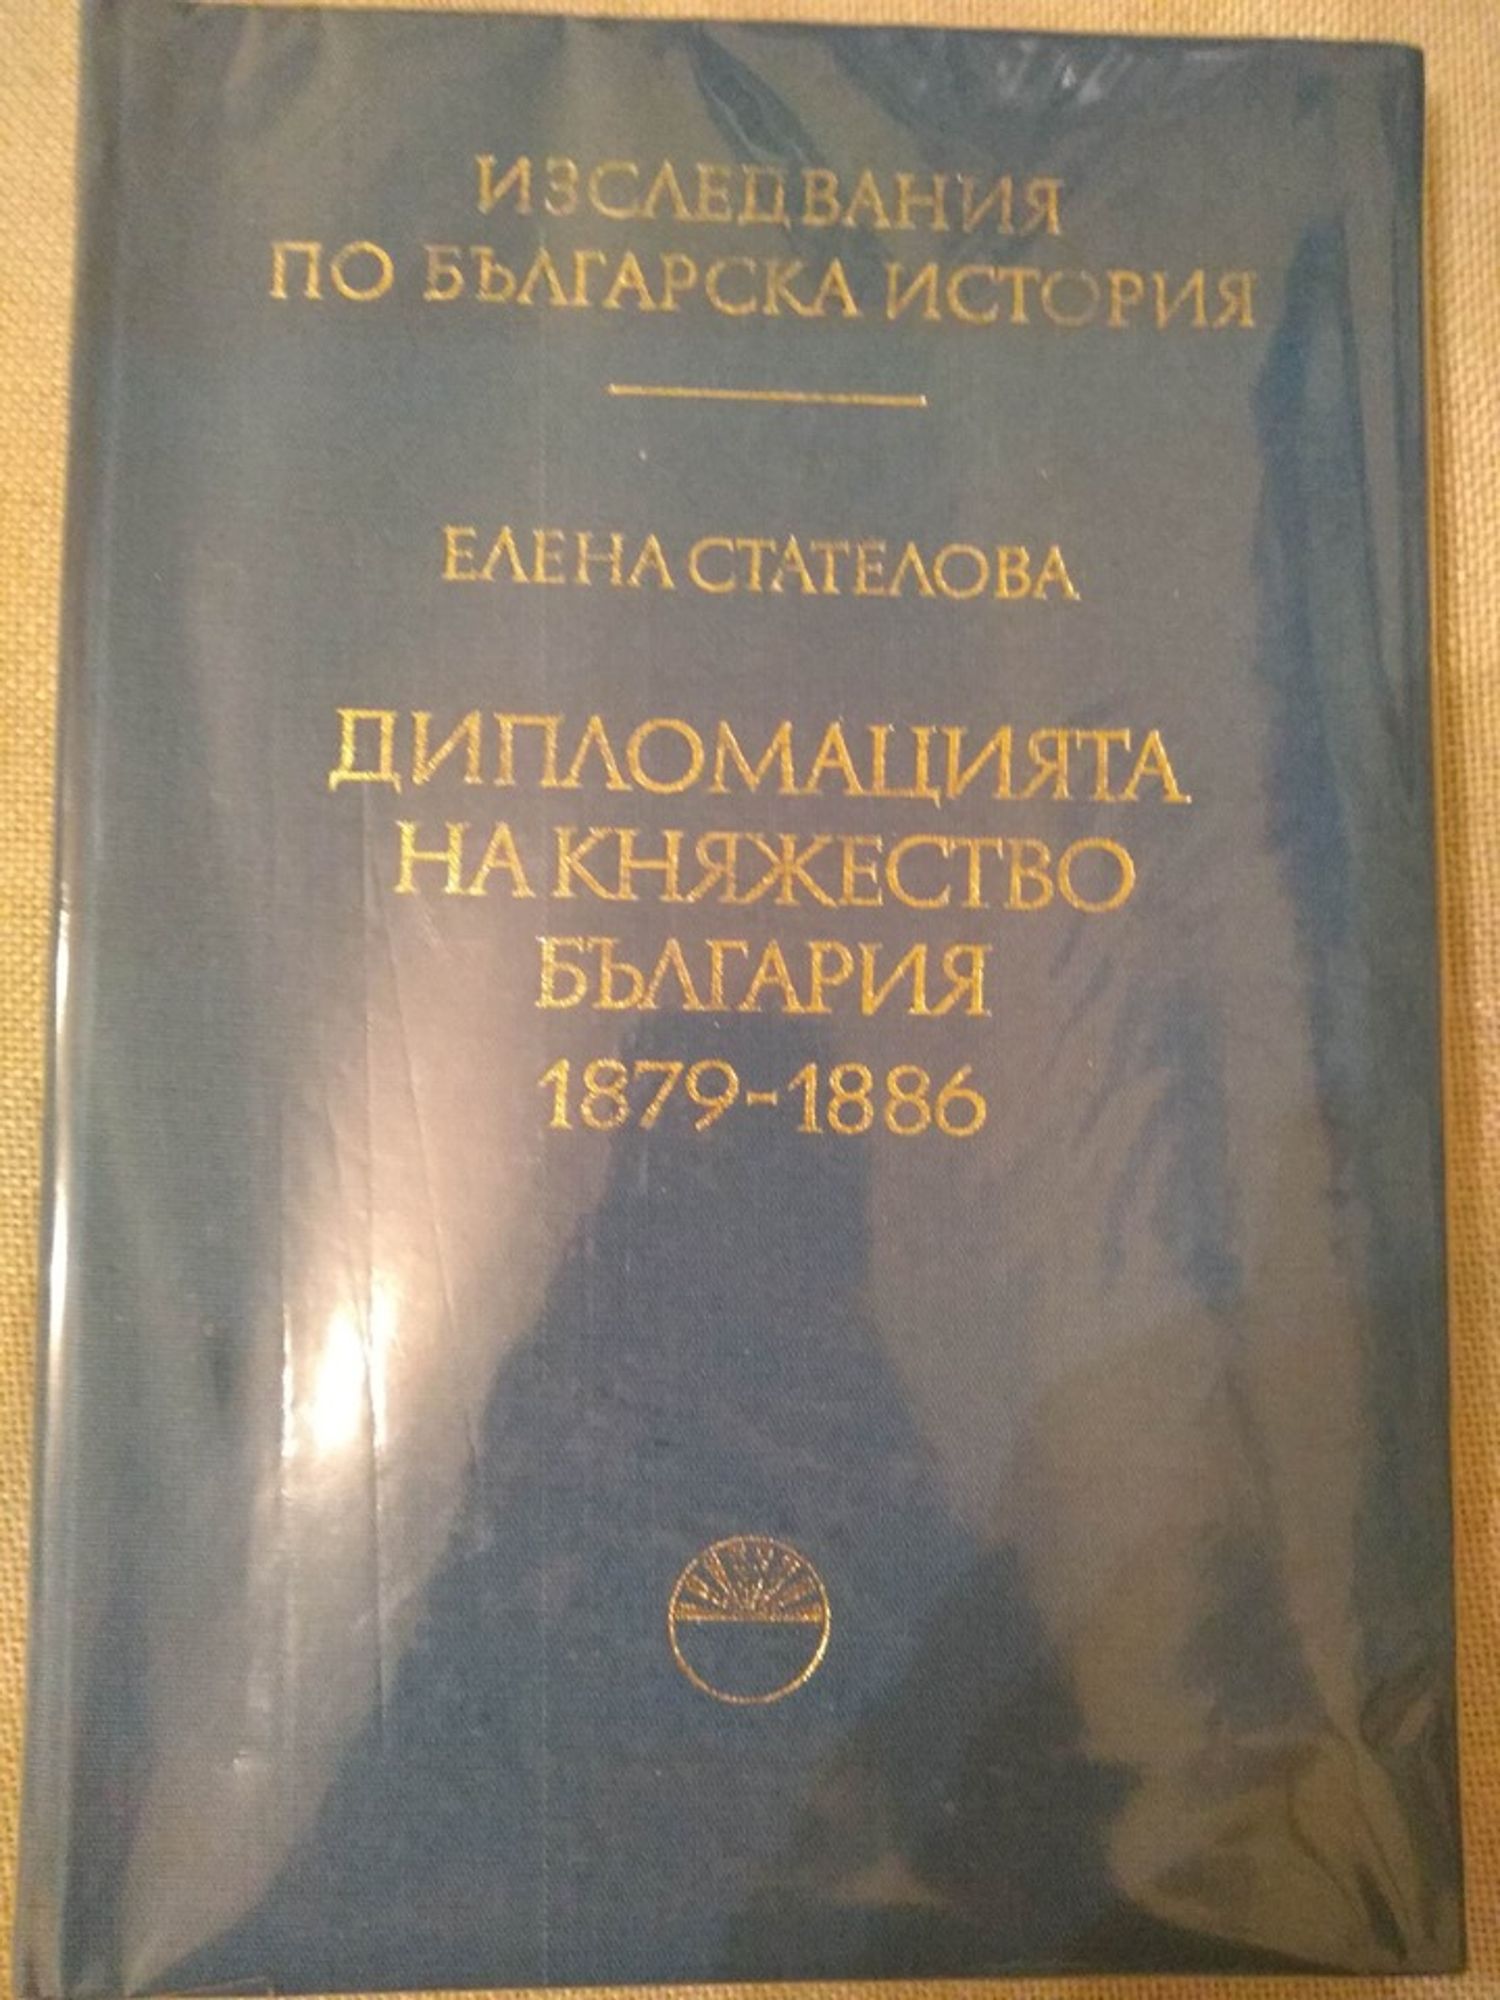 ИЗСЛЕДВАНИЯ
ПО БЪЛГАРСКА ИСТОРИЯ
ЕЛЕНА СТАТЕЛОВА
ДИПЛОМАЦИЯТА
НА КНЯЖЕСТВО
БЪЛГАРИЯ
1879-1886